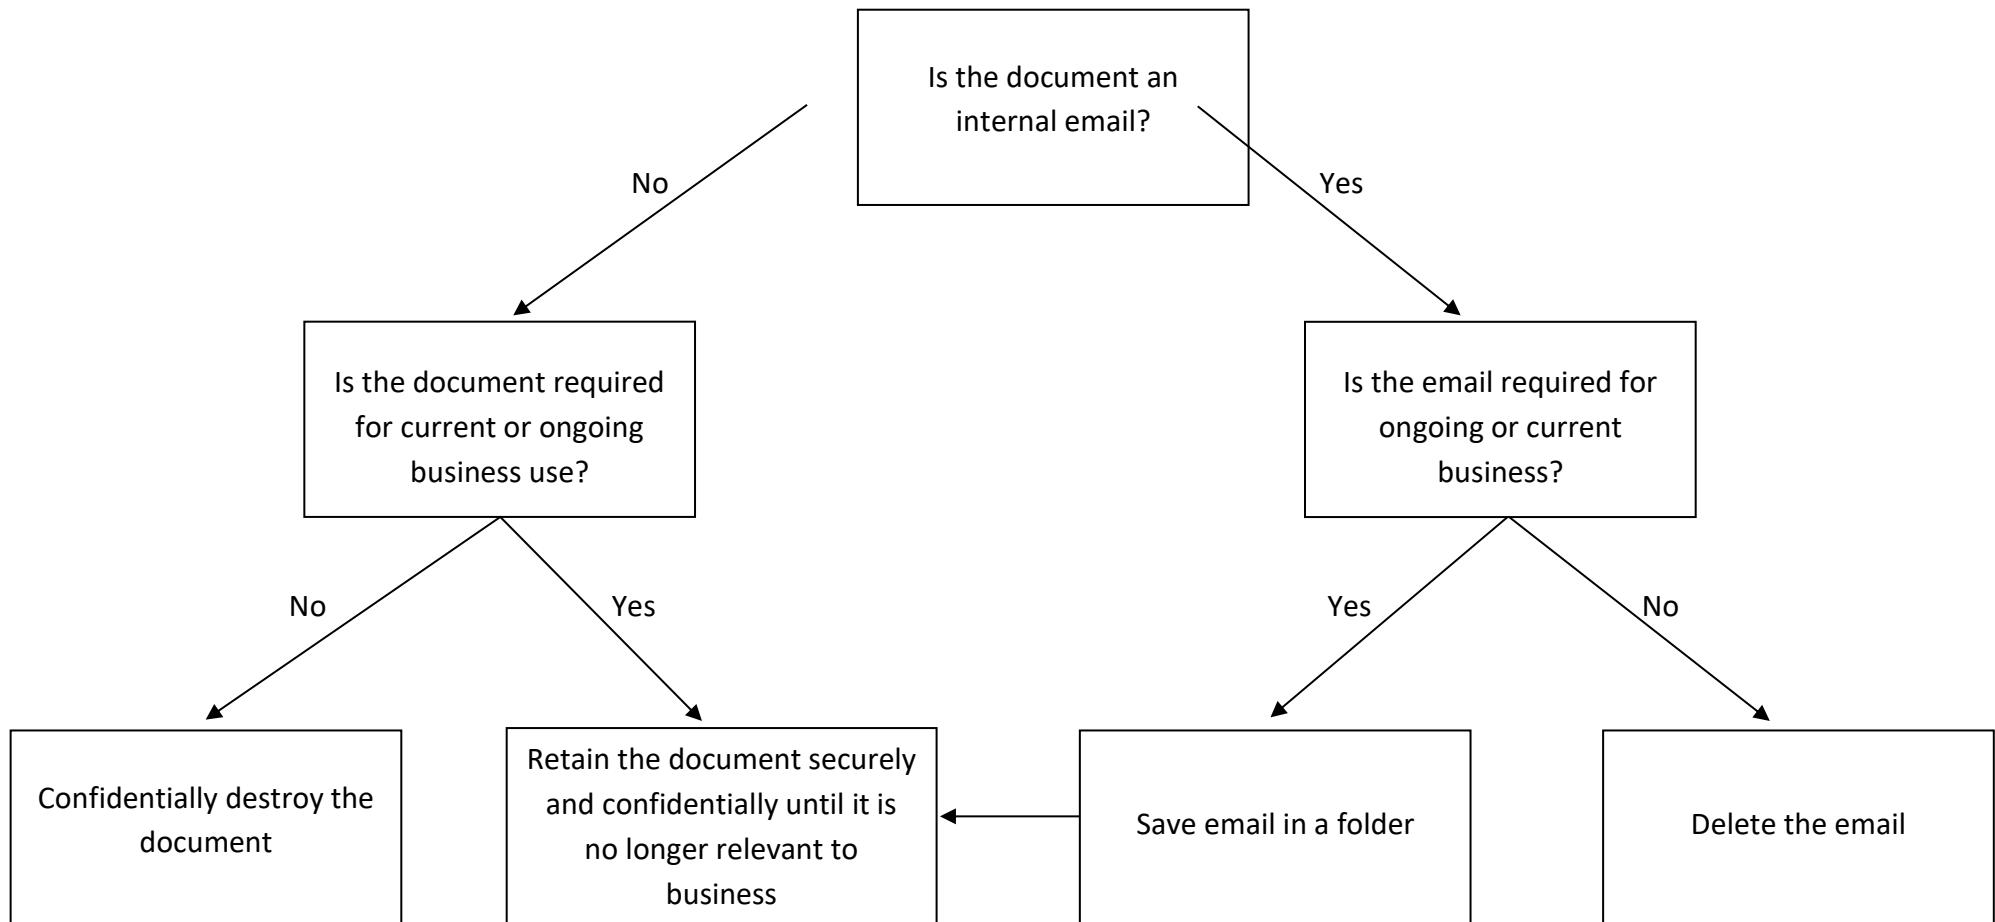 Is the document an
internal email?
No
Yes
Is the document required
for current or ongoing
business use?
Is the email required for
ongoing or current
business?
No
Yes
Yes
No
Confidentially destroy the
document
Retain the document securely
and confidentially until it is
no longer relevant to
business
Save email in a folder
Delete the email